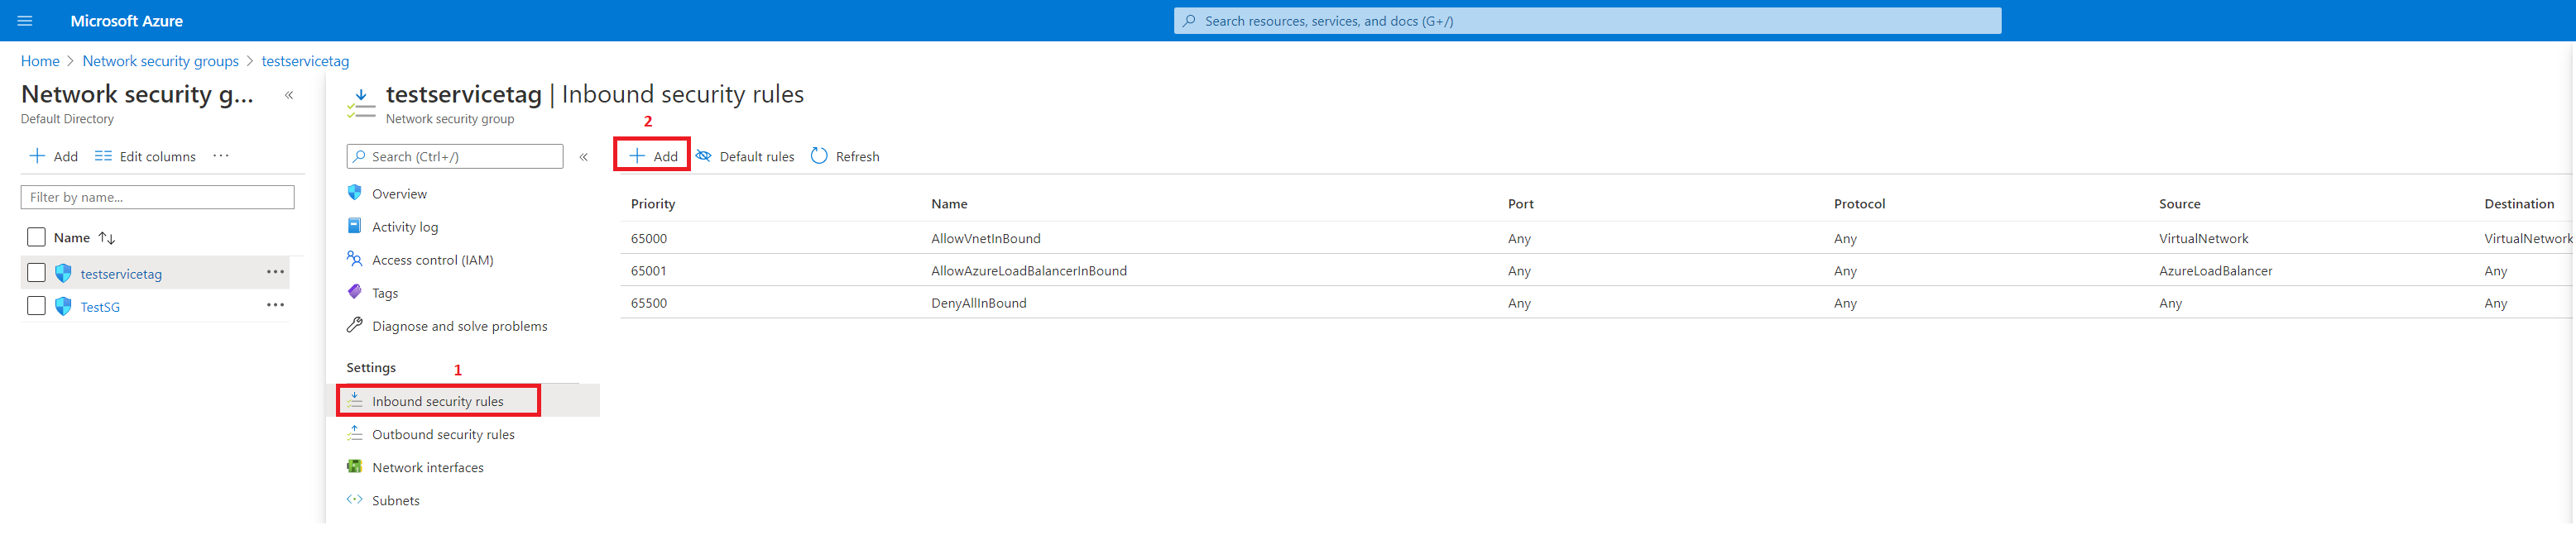 Microsoft Azure
Search resources, services, and docs (G+/)
Home > Network security groups > testservicetag
Network security g... «
Default Directory
+ Add Edit columns ...
Filter by name...
Name ↑↓
testservicetag ...
TestSG ...
testservicetag | Inbound security rules
Network security group
2
Search (Ctrl+/) «
Overview
Activity log
Access control (IAM)
Tags
Diagnose and solve problems
Settings
1
Inbound security rules
Outbound security rules
Network interfaces
Subnets
+ Add Default rules Refresh
Priority Name Port Protocol Source Destination
65000 AllowVnetInBound Any Any VirtualNetwork VirtualNetwork
65001 AllowAzureLoadBalancerInBound Any Any AzureLoadBalancer Any
65500 DenyAllInBound Any Any Any Any